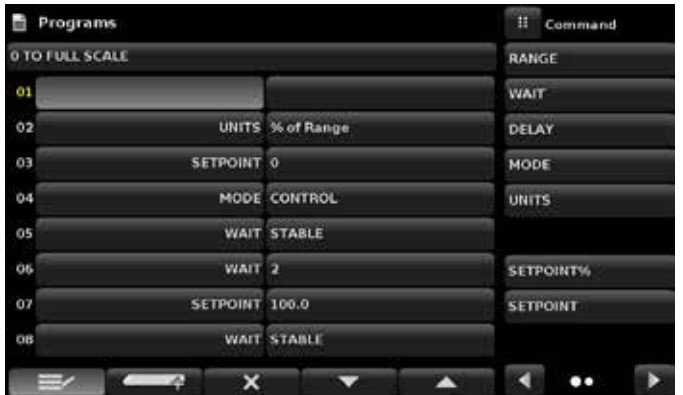 Programs
Command
0 TO FULL SCALE
RANGE
01
WAIT
02 UNITS % of Range
DELAY
03 SETPOINT 0
MODE
04 MODE CONTROL
UNITS
05 WAIT STABLE
06 WAIT 2
SETPOINT%
07 SETPOINT 100.0
SETPOINT
08 WAIT STABLE